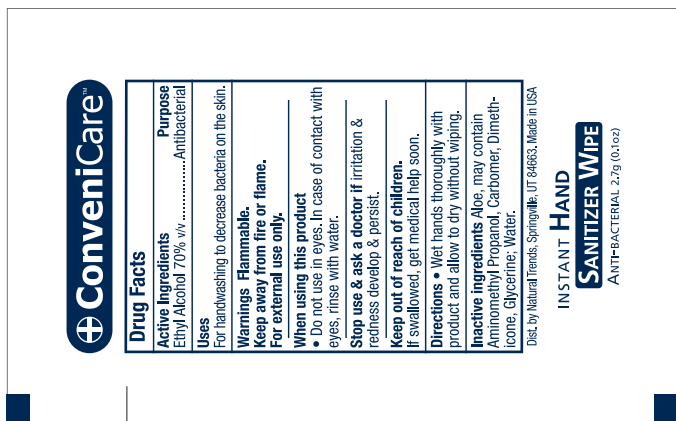 ConveniCare™
Drug Facts
Active Ingredients Purpose
Ethyl Alcohol 70% v/v ................Antibacterial
Uses
For handwashing to decrease bacteria on the skin.
Warnings Flammable.
Keep away from fire or flame.
For external use only.
When using this product
• Do not use in eyes. In case of contact with
eyes, rinse with water.
Stop use & ask a doctor if irritation &
redness develop & persist.
Keep out of reach of children.
If swallowed, get medical help soon.
Directions • Wet hands thoroughly with
product and allow to dry without wiping.
Inactive ingredients Aloe, may contain
Aminomethyl Propanol, Carbomer, Dimeth-
icone, Glycerine; Water.
Dist. by Natural Trends, Springville, UT 84663. Made in USA
INSTANT HAND
SANITIZER WIPE
ANTI-BACTERIAL 2.7g (0.1oz)